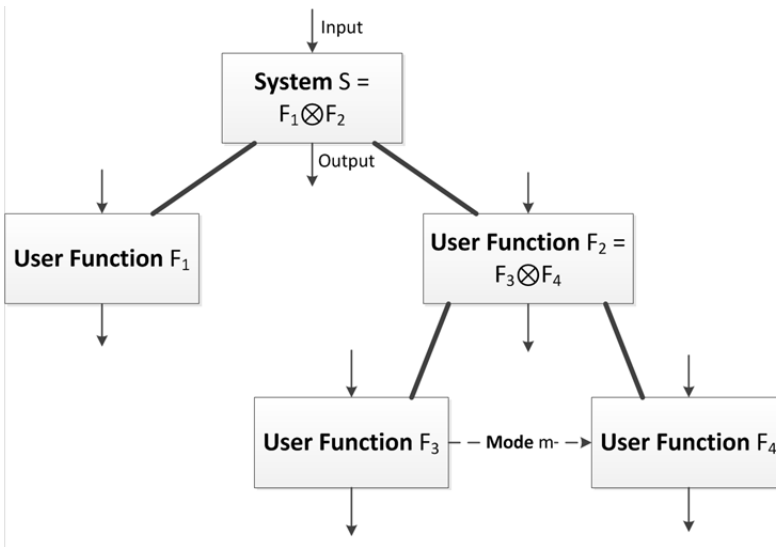 Input
System S =
F₁⊗F₂
Output
User Function F₁
User Function F₂ =
F₃⊗F₄
User Function F₃
Mode m
User Function F₄